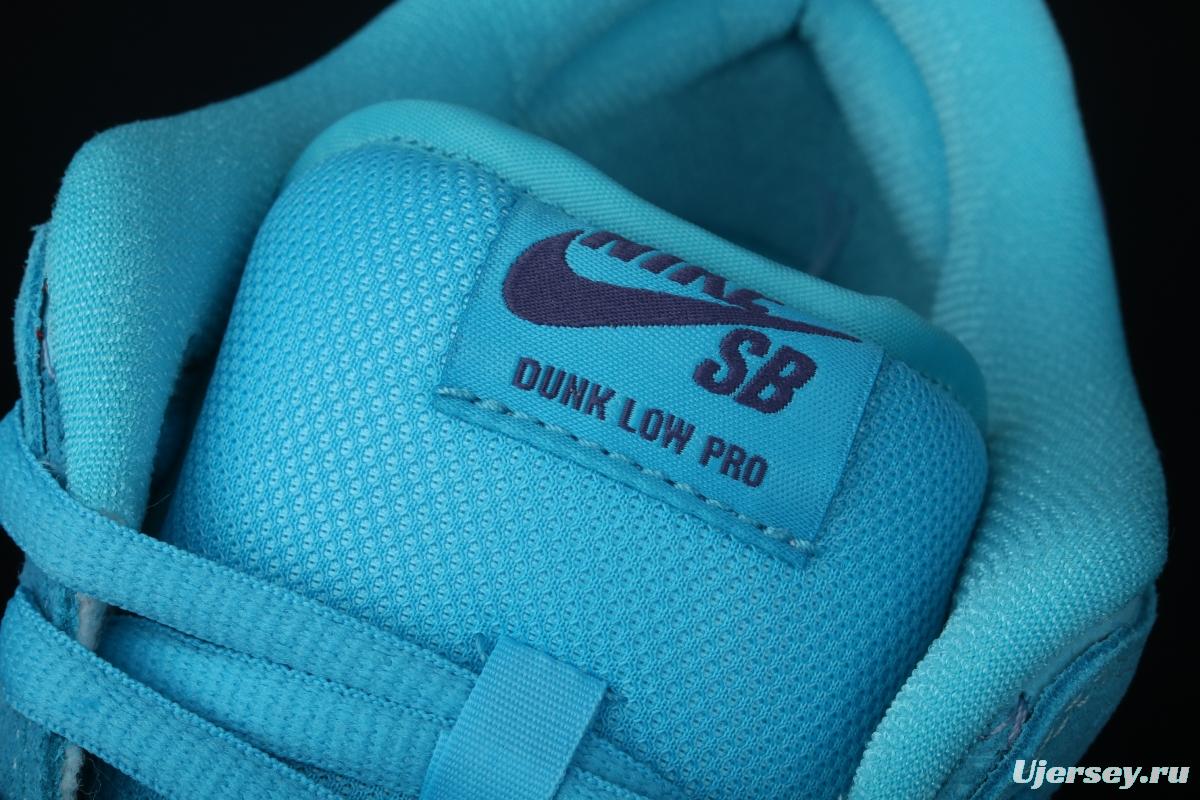 NIKE
SB
DUNK LOW PRO
Ujersey.ru